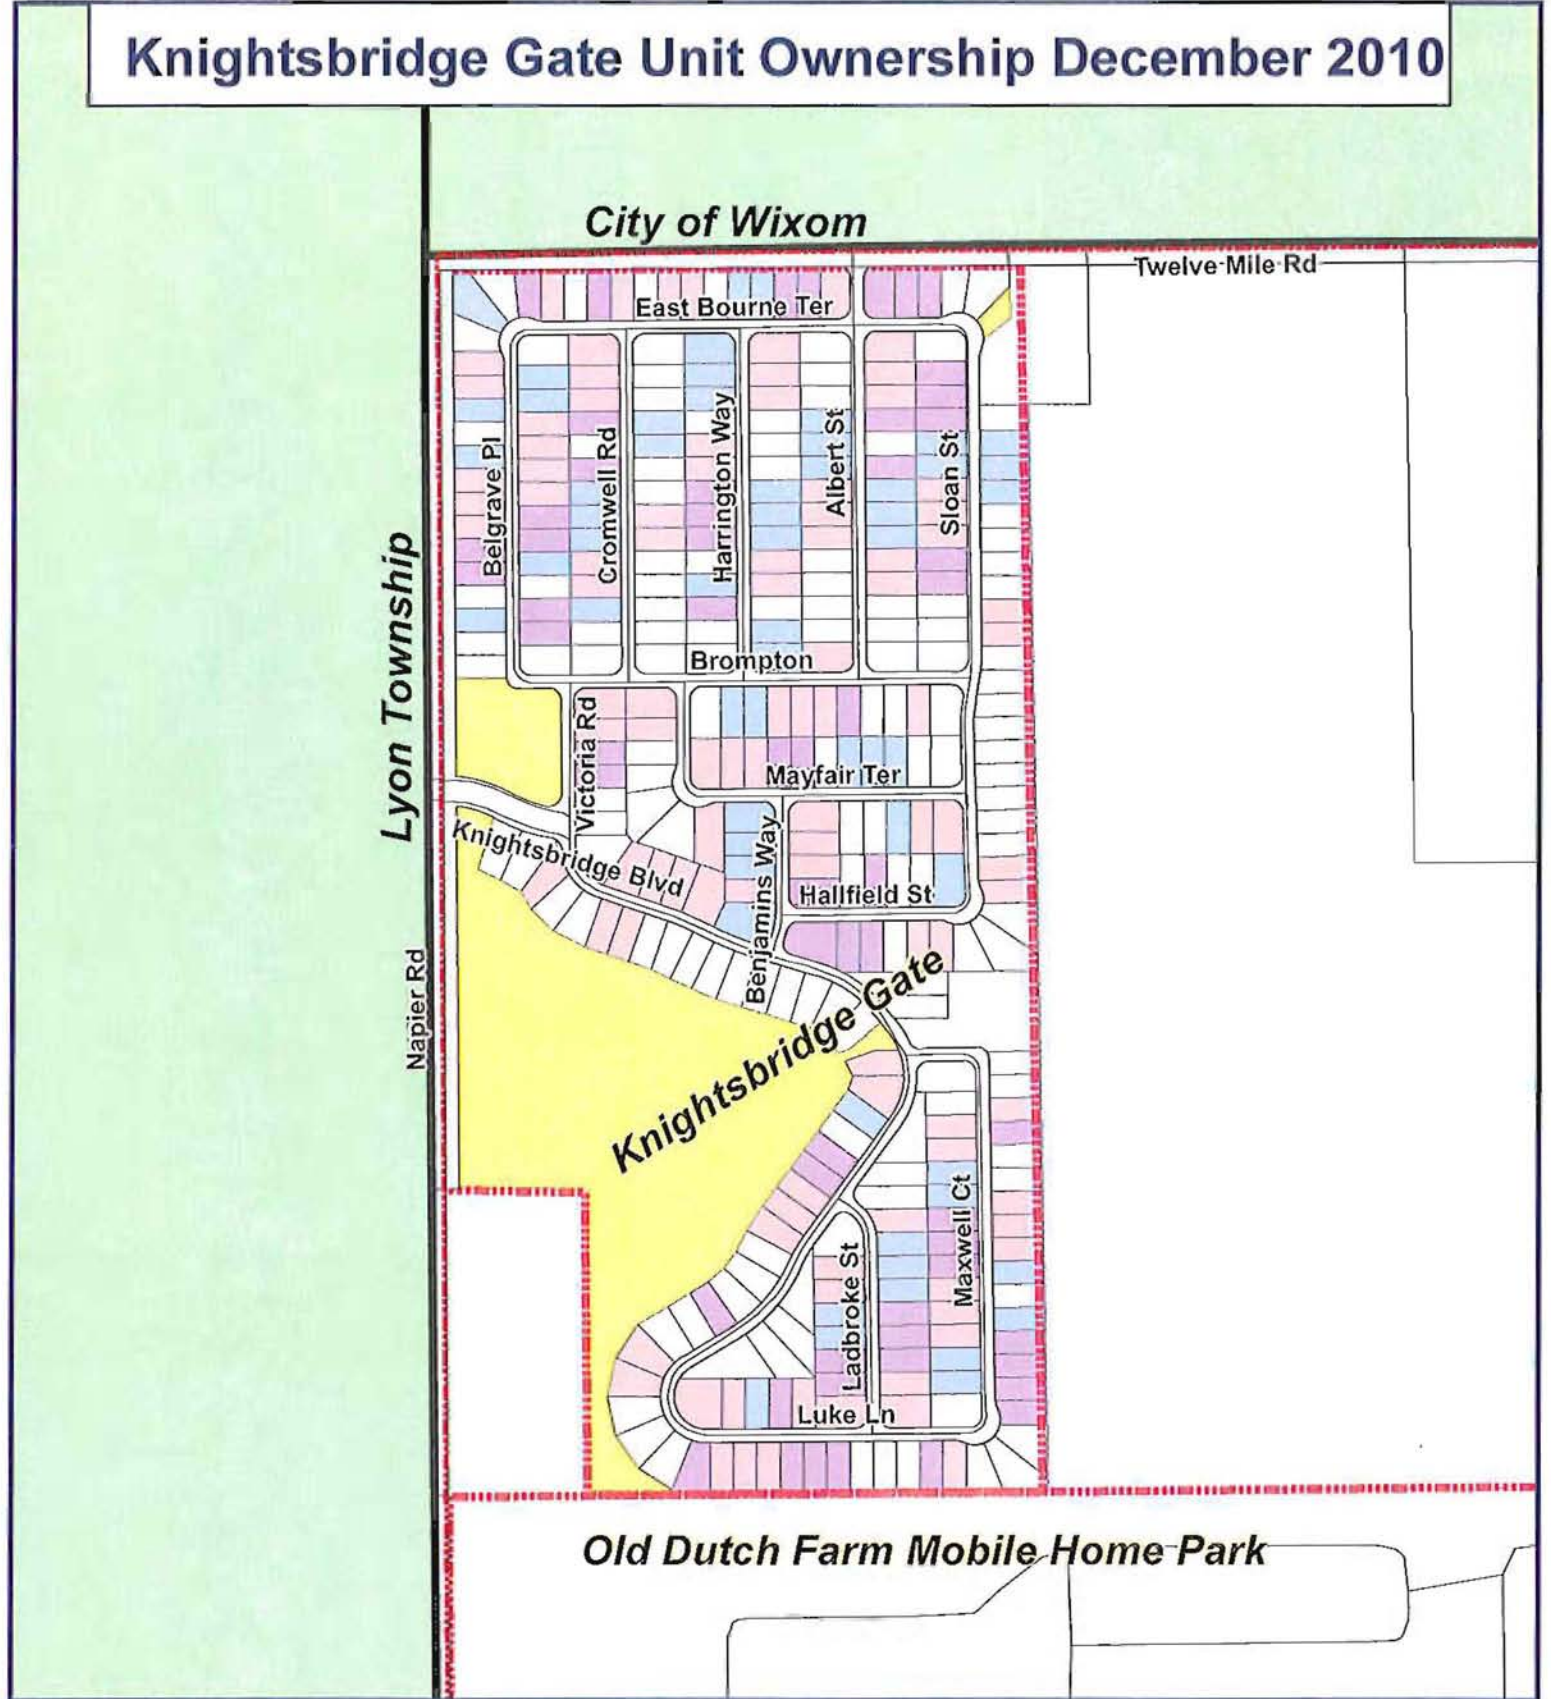 Knightsbridge Gate Unit Ownership December 2010
City of Wixom
Twelve Mile Rd
East Bourne Ter
Belgrave Pl
Cromwell Rd
Harrington Way
Albert St
Sloan St
Lyon Township
Brompton
Victoria Rd
Mayfair Ter
Knightsbridge Blvd
Benjamins Way
Hallfield St
Napier Rd
Knightsbridge Gate
Maxwell Ct
Ladbroke St
Luke Ln
Old Dutch Farm Mobile Home Park